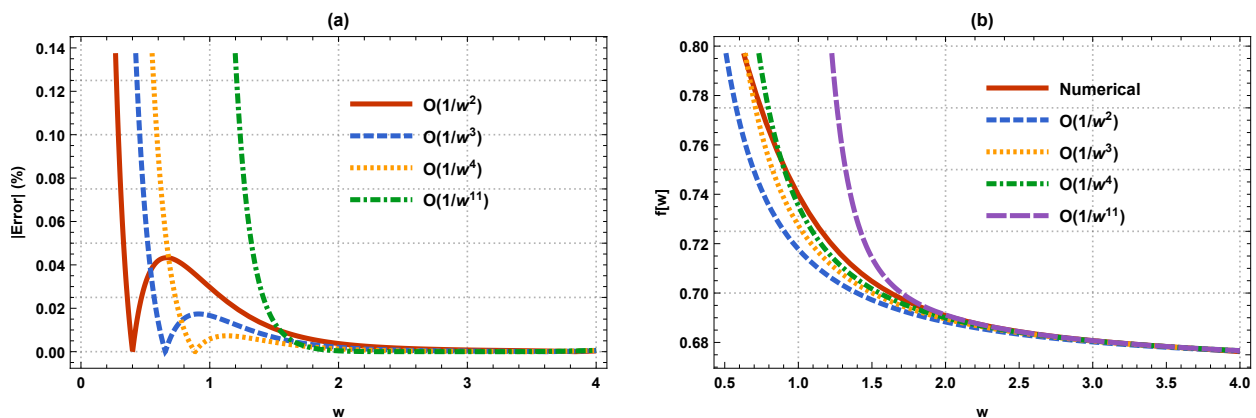 (a)
|Error| (%)
0.14
0.12
0.10
0.08
0.06
0.04
0.02
0.00
0
1
2
3
4
w
O(1/w²)
O(1/w³)
O(1/w⁴)
O(1/w¹¹)
(b)
f[w]
0.80
0.78
0.76
0.74
0.72
0.70
0.68
0.5
1.0
1.5
2.0
2.5
3.0
3.5
4.0
w
Numerical
O(1/w²)
O(1/w³)
O(1/w⁴)
O(1/w¹¹)